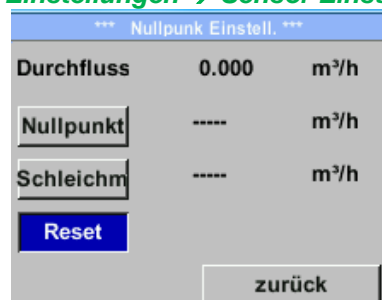 Einstellungen → Sensor Einst
*** Nullpunk Einstell. ***
Durchfluss 0.000 m³/h
Nullpunkt ----- m³/h
Schleichm ----- m³/h
Reset
zurück